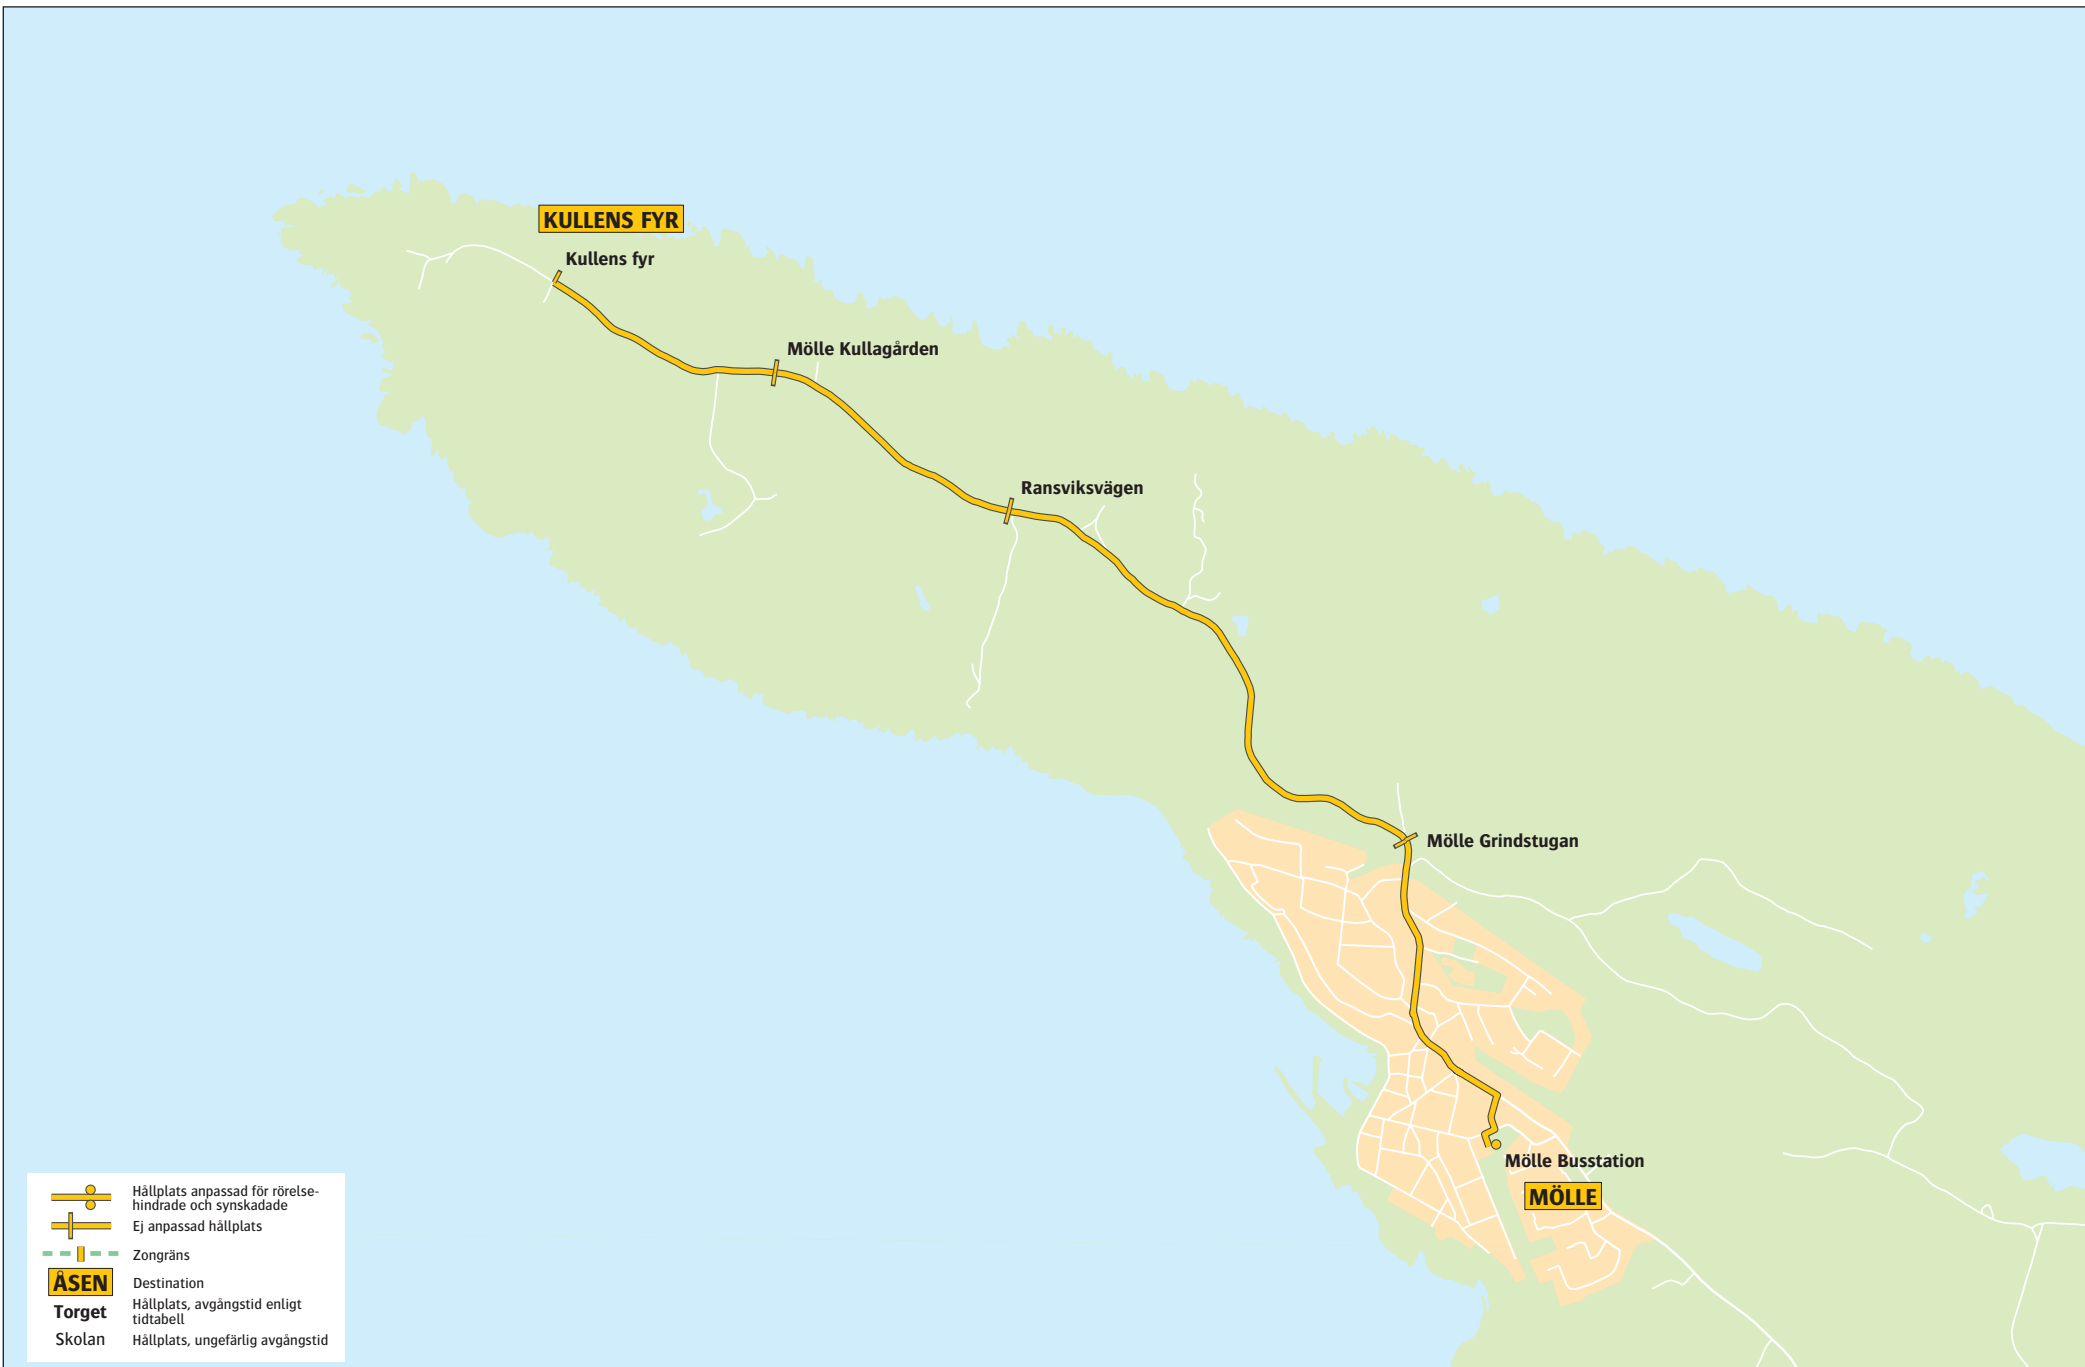 KULLENS FYR
Kullens fyr
Mölle Kullagården
Ransviksvägen
Mölle Grindstugan
Mölle Busstation
MÖLLE
Hållplats anpassad för rörelse-
hindrade och synskadade
Ej anpassad hållplats
Zongräns
ÅSEN
Destination
Torget
Hållplats, avgångstid enligt
tidtabell
Skolan
Hållplats, ungefärlig avgångstid